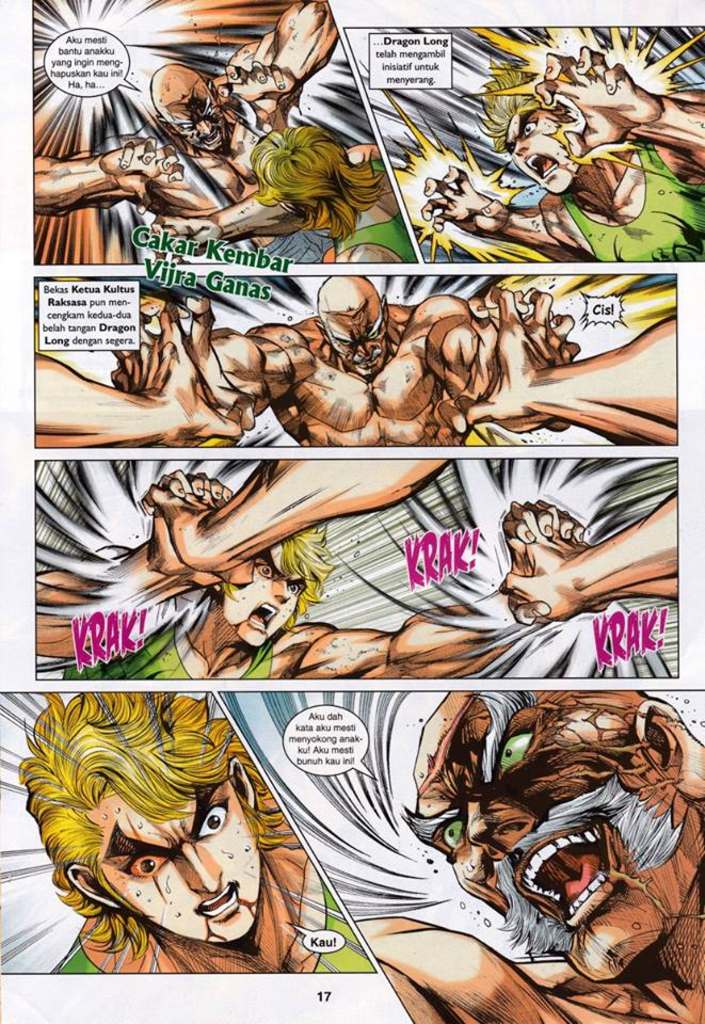 Aku mesti
bantu anakku
yang ingin meng-
hapuskan kau ini!
Ha, ha...
...Dragon Long
telah mengambil
inisiatif untuk
menyerang.
Cakar Kembar
Vijra Ganas
Bekas Ketua Kultus
Raksasa pun men-
cengkam kedua-dua
belah tangan Dragon
Long dengan segera.
Cis!
KRAK!
KRAK!
KRAK!
Aku dah
kata aku mesti
menyokong anak-
ku! Aku mesti
bunuh kau ini!
Kau!
17